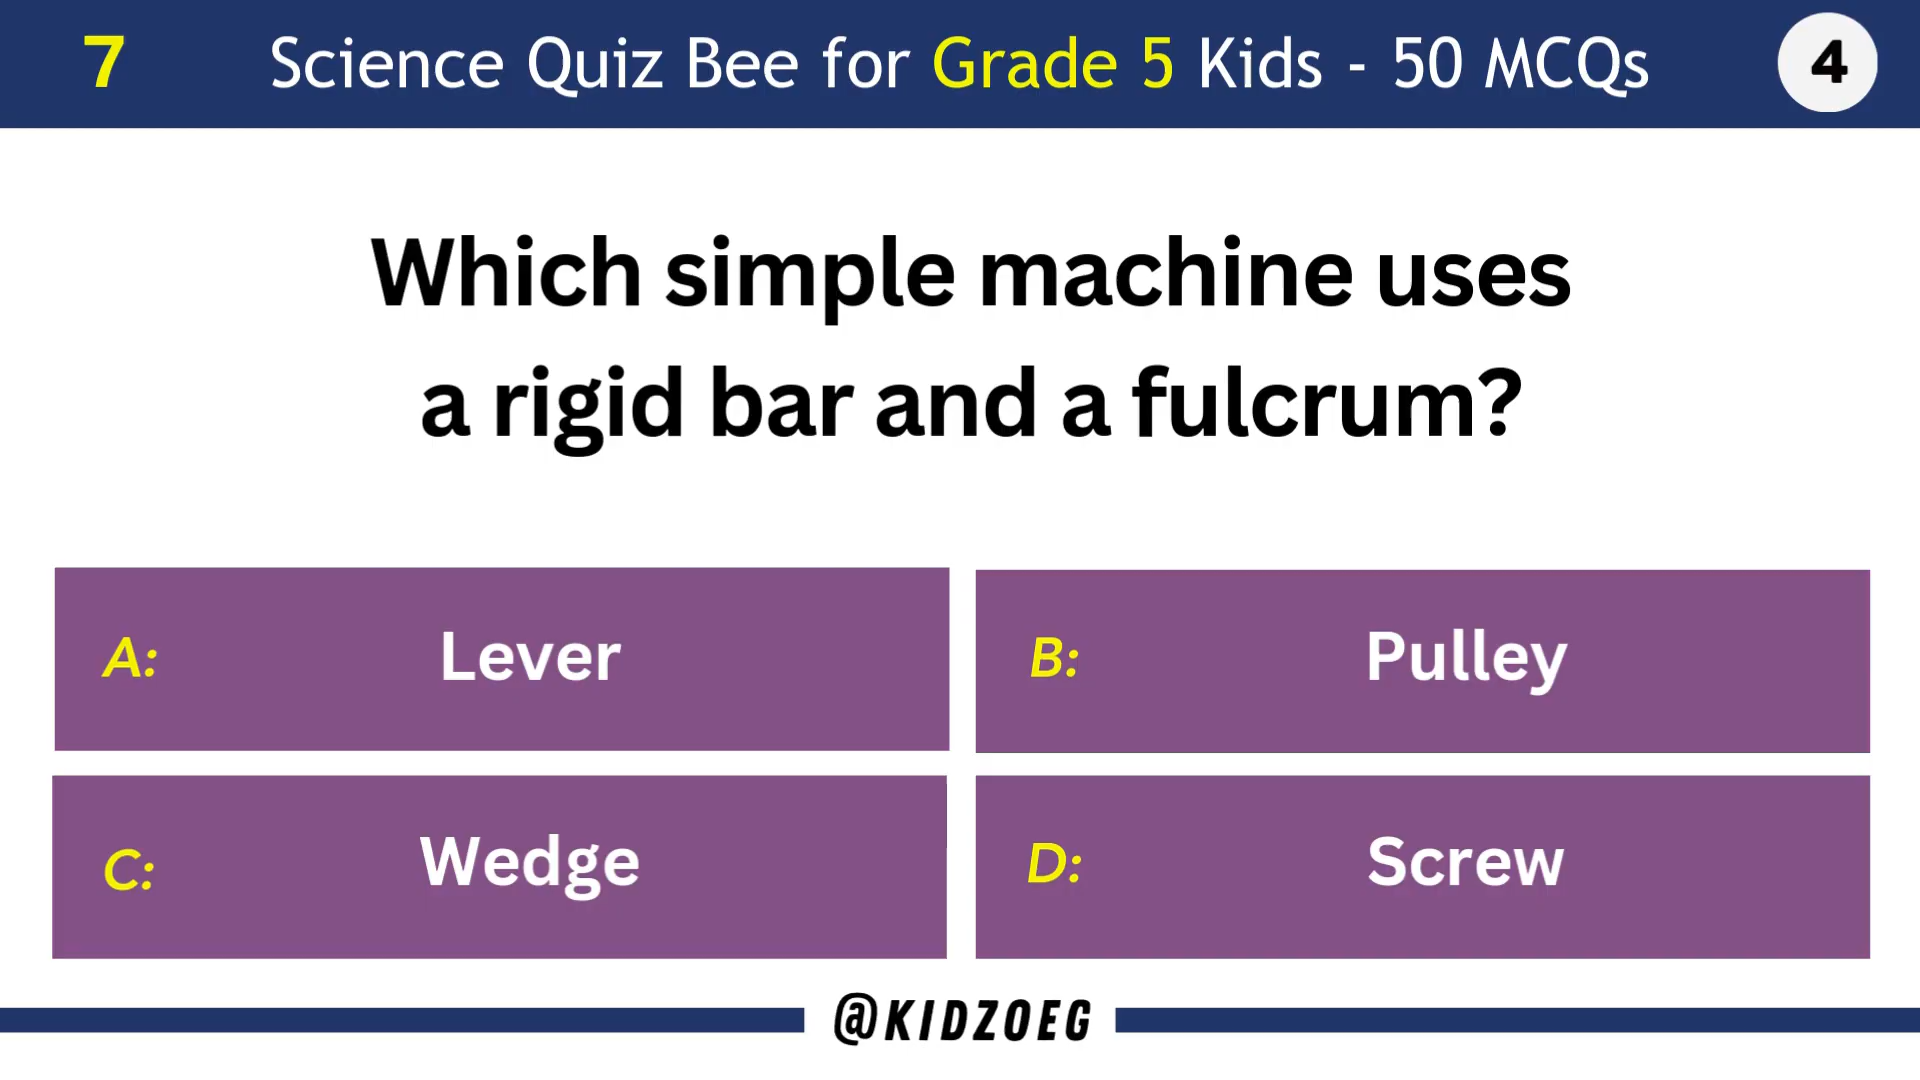 7
Science Quiz Bee for Grade 5 Kids - 50 MCQs
4
Which simple machine uses
a rigid bar and a fulcrum?
A: Lever
B: Pulley
C: Wedge
D: Screw
@KIDZOEG